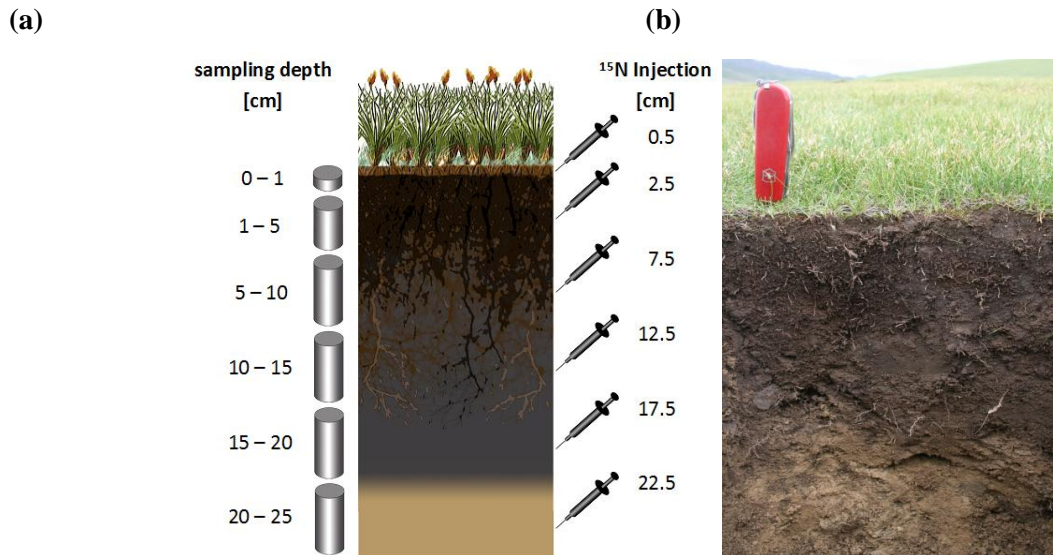 (a)
(b)
sampling depth
[cm]
¹⁵N Injection
[cm]
0.5
0 – 1
2.5
1 – 5
7.5
5 – 10
12.5
10 – 15
17.5
15 – 20
22.5
20 – 25